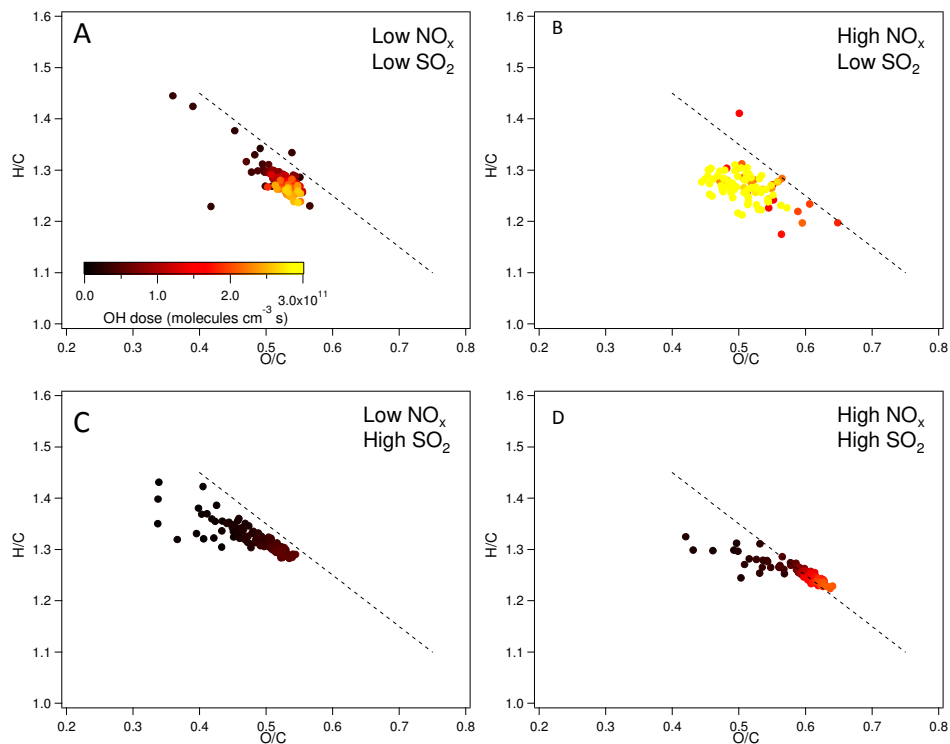 A
Low NOx
Low SO2
H/C
1.6
1.5
1.4
1.3
1.2
1.1
1.0
0.0 1.0 2.0 3.0x10^11
OH dose (molecules cm^-3 s)
0.2 0.3 0.4 0.5 0.6 0.7 0.8
O/C
B
High NOx
Low SO2
H/C
1.6
1.5
1.4
1.3
1.2
1.1
1.0
0.2 0.3 0.4 0.5 0.6 0.7 0.8
O/C
C
Low NOx
High SO2
H/C
1.6
1.5
1.4
1.3
1.2
1.1
1.0
0.2 0.3 0.4 0.5 0.6 0.7 0.8
O/C
D
High NOx
High SO2
H/C
1.6
1.5
1.4
1.3
1.2
1.1
1.0
0.2 0.3 0.4 0.5 0.6 0.7 0.8
O/C